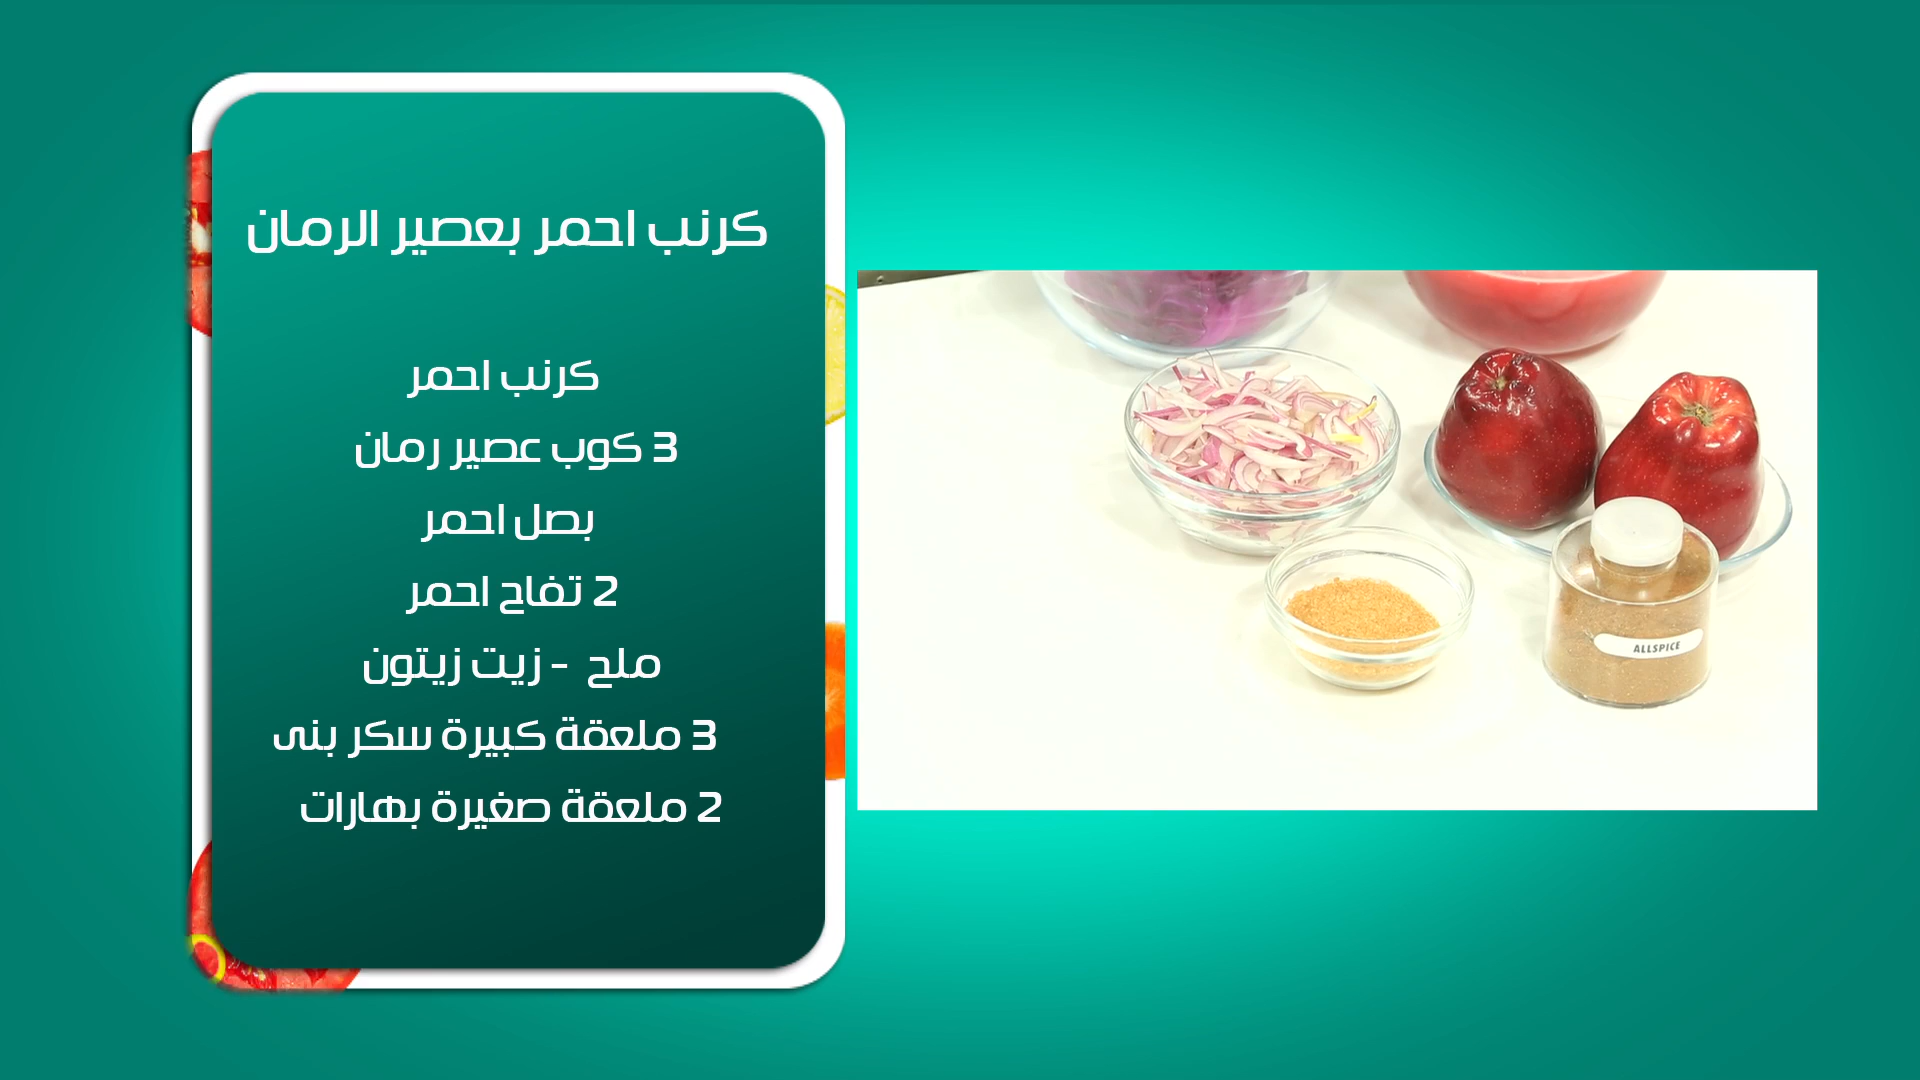 كرنب احمر بعصير الرمان
كرنب احمر
3 كوب عصير رمان
بصل احمر
2 تفاح احمر
ملح - زيت زيتون
3 ملعقة كبيرة سكر بنى
2 ملعقة صغيرة بهارات
ALLSPICE